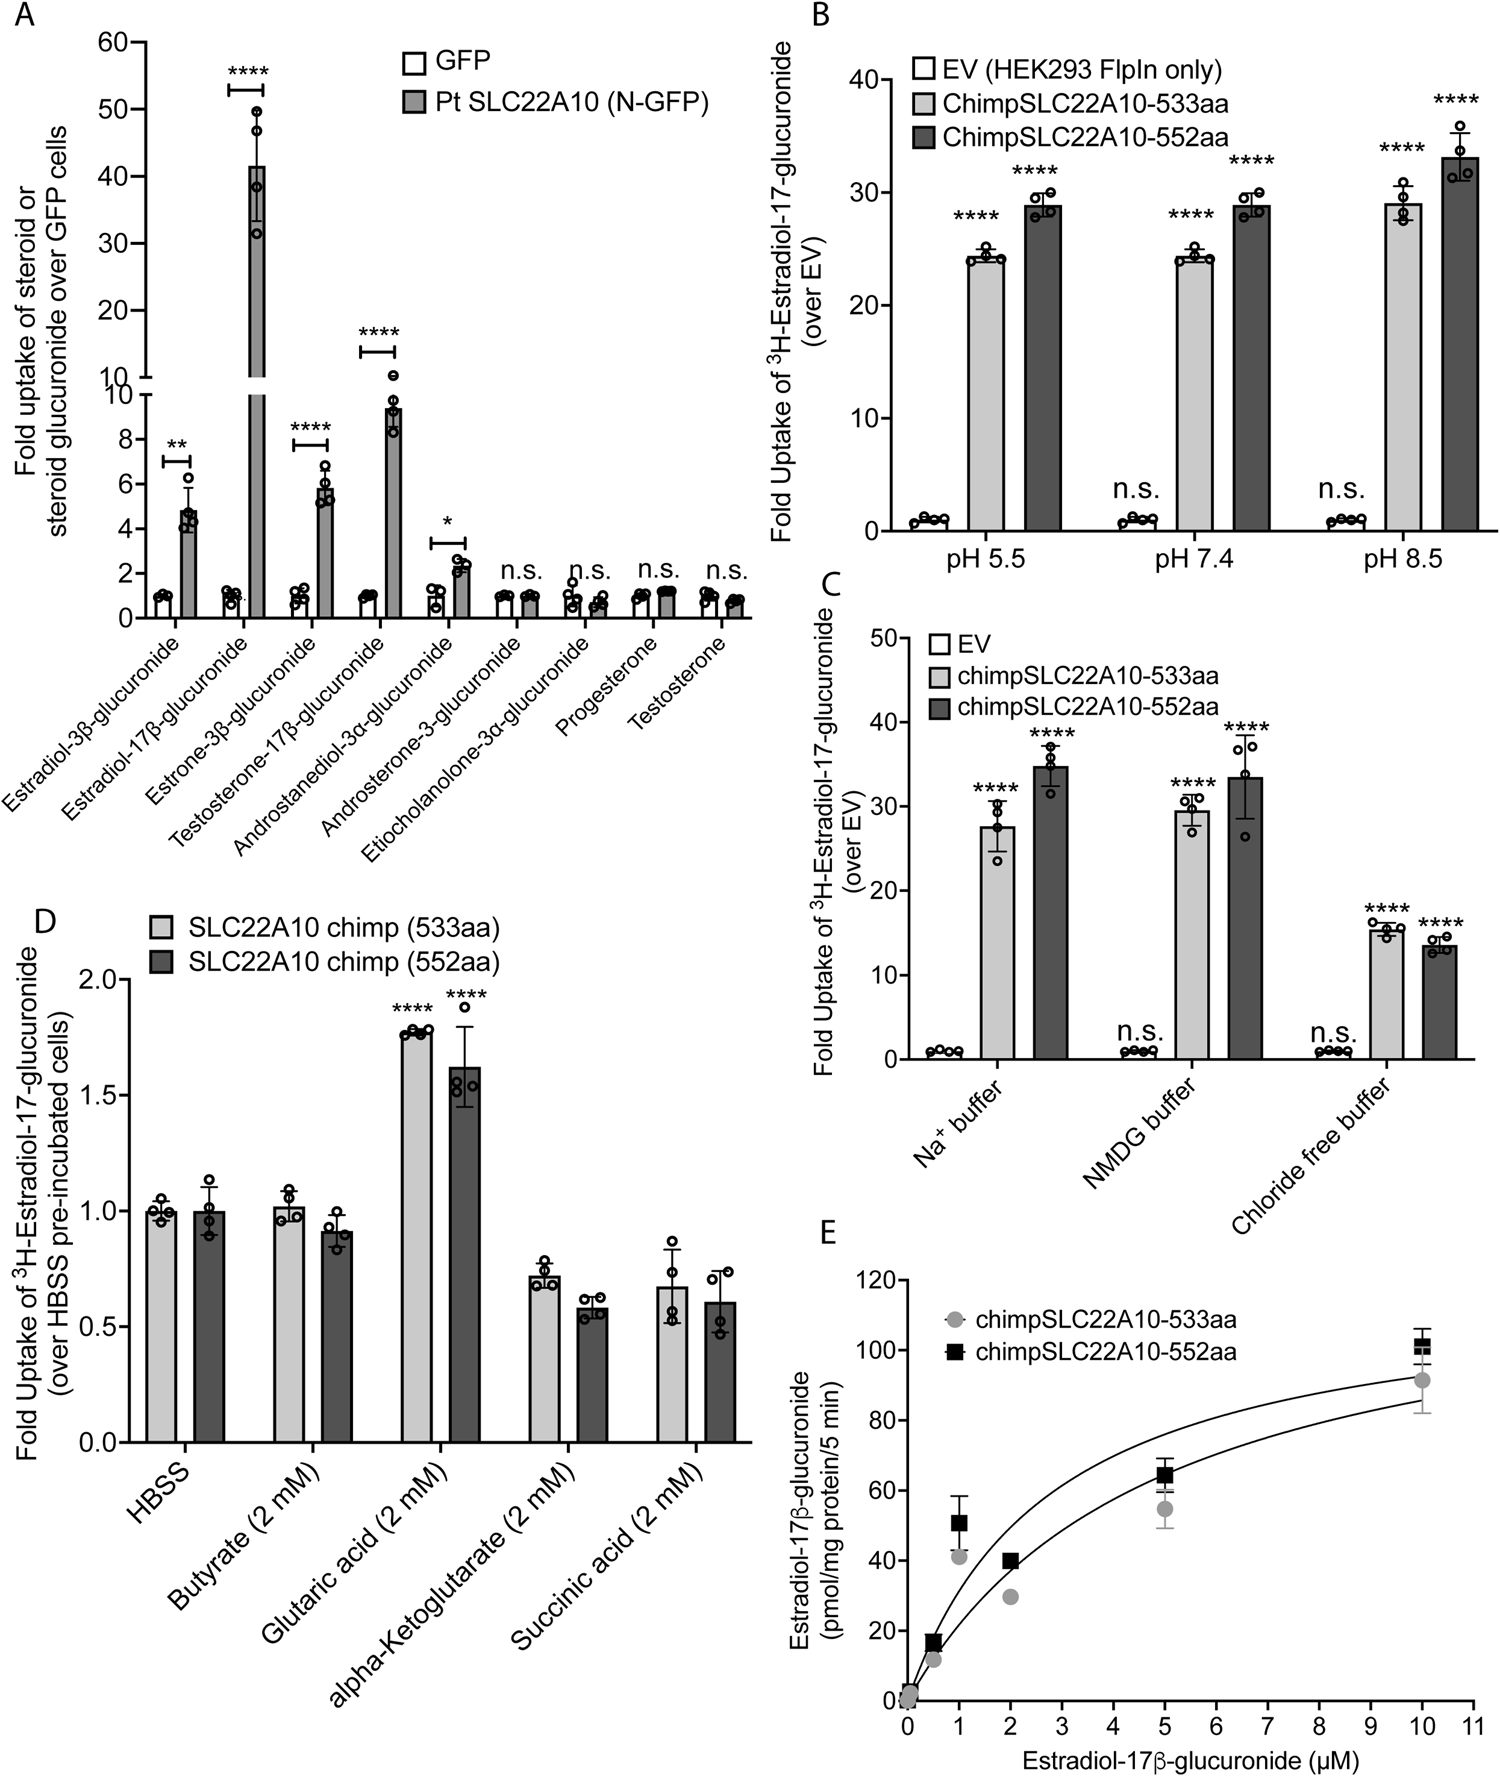 A
Fold uptake of steroid or
steroid glucuronide over GFP cells
60
50
40
30
20
10
10
8
6
4
2
0
GFP
Pt SLC22A10 (N-GFP)
**
****
****
****
*
n.s.
n.s.
n.s.
n.s.
Estradiol-3β-glucuronide
Estradiol-17β-glucuronide
Estrone-3β-glucuronide
Testosterone-17β-glucuronide
Androstanediol-3α-glucuronide
Androsterone-3-glucuronide
Etiocholanolone-3α-glucuronide
Progesterone
Testosterone
B
Fold Uptake of ³H-Estradiol-17-glucuronide
(over EV)
40
30
20
10
0
EV (HEK293 FlpIn only)
ChimpSLC22A10-533aa
ChimpSLC22A10-552aa
****
****
n.s.
****
****
n.s.
****
****
pH 5.5
pH 7.4
pH 8.5
C
Fold Uptake of ³H-Estradiol-17-glucuronide
(over EV)
50
40
30
20
10
0
EV
chimpSLC22A10-533aa
chimpSLC22A10-552aa
****
****
n.s.
****
****
n.s.
****
****
Na⁺ buffer
NMDG buffer
Chloride free buffer
D
Fold Uptake of ³H-Estradiol-17-glucuronide
(over HBSS pre-incubated cells)
2.0
1.5
1.0
0.5
0.0
SLC22A10 chimp (533aa)
SLC22A10 chimp (552aa)
****
****
HBSS
Butyrate (2 mM)
Glutaric acid (2 mM)
alpha-Ketoglutarate (2 mM)
Succinic acid (2 mM)
E
Estradiol-17β-glucuronide
(pmol/mg protein/5 min)
120
100
80
60
40
20
0
chimpSLC22A10-533aa
chimpSLC22A10-552aa
0 1 2 3 4 5 6 7 8 9 10 11
Estradiol-17β-glucuronide (µM)